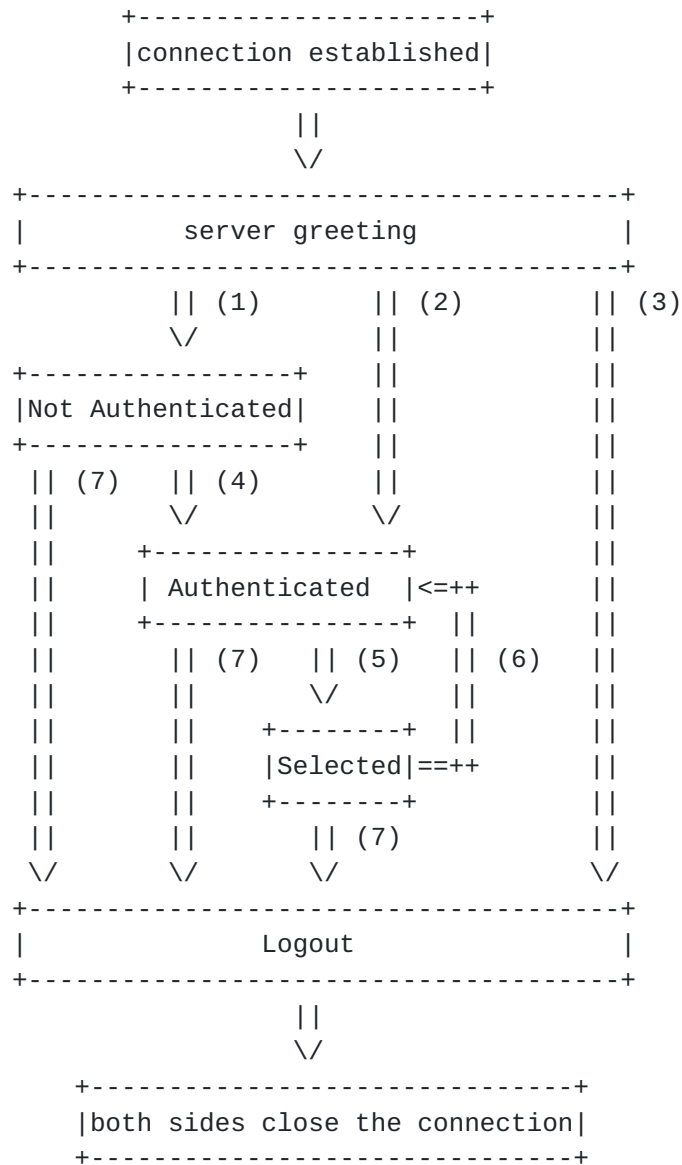 +----------------------+
|connection established|
+----------------------+
||
\/
+--------------------------------------+
| server greeting |
+--------------------------------------+
|| (1) || (2) || (3)
\/ || ||
+-----------------+ || ||
|Not Authenticated| || ||
+-----------------+ || ||
|| (7) || (4) || ||
|| \/ \/ ||
|| +----------------+ ||
|| | Authenticated |<=++ ||
|| +----------------+ || ||
|| || (7) || (5) || (6) ||
|| || \/ || ||
|| || +--------+ || ||
|| || |Selected|==++ ||
|| || +--------+ ||
|| || || (7) ||
\/ \/ \/ \/
+--------------------------------------+
| Logout |
+--------------------------------------+
||
\/
+-------------------------------+
|both sides close the connection|
+-------------------------------+